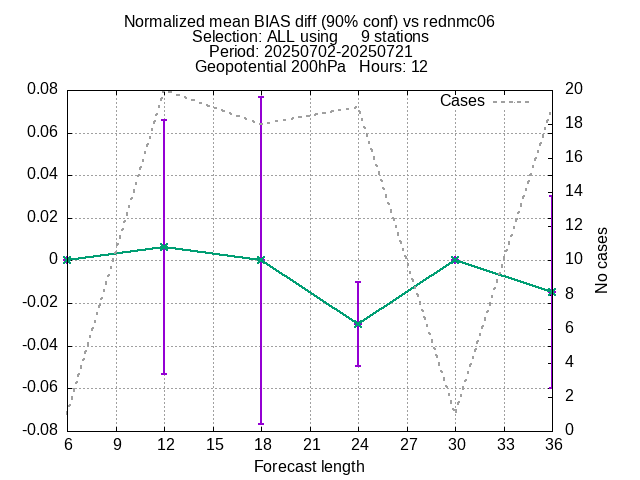 Normalized mean BIAS diff (90% conf) vs rednmc06
Selection: ALL using     9 stations
Period: 20250702-20250721
Geopotential 200hPa   Hours: 12
Cases
0.08
0.06
0.04
0.02
0
-0.02
-0.04
-0.06
-0.08
20
18
16
14
12
10
8
6
4
2
0
No cases
6 9 12 15 18 21 24 27 30 33 36
Forecast length